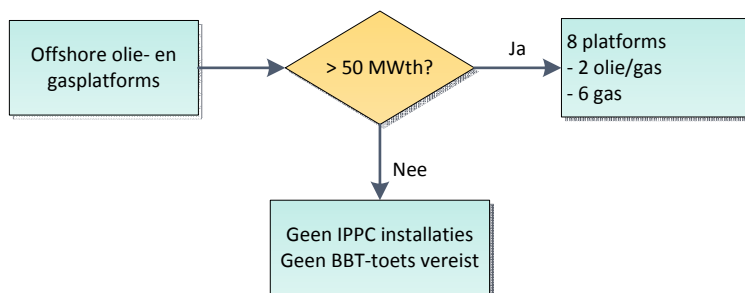 Offshore olie- en
gasplatforms
> 50 MWth?
Ja
8 platforms
- 2 olie/gas
- 6 gas
Nee
Geen IPPC installaties
Geen BBT-toets vereist